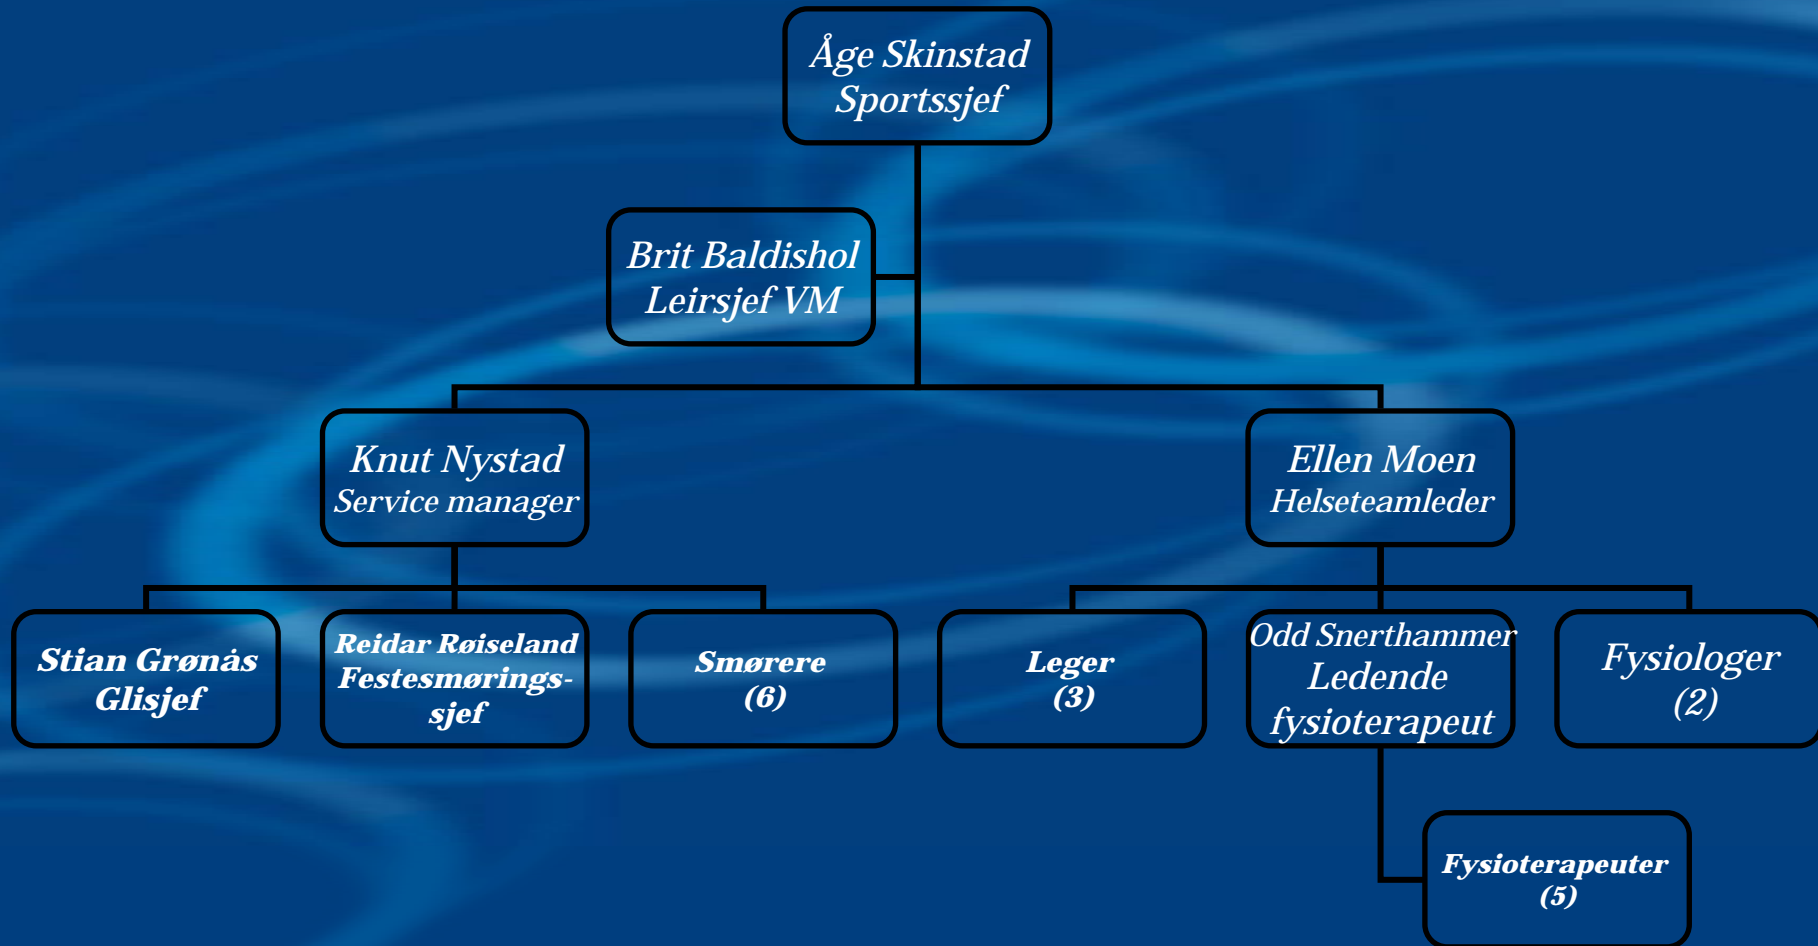 Åge Skinstad
Sportssjef
Brit Baldishol
Leirsjef VM
Knut Nystad
Service manager
Ellen Moen
Helseteamleder
Stian Grønås
Glisjef
Reidar Røiseland
Festesmørings-
sjef
Smørere
(6)
Leger
(3)
Odd Snerthammer
Ledende
fysioterapeut
Fysiologer
(2)
Fysioterapeuter
(5)